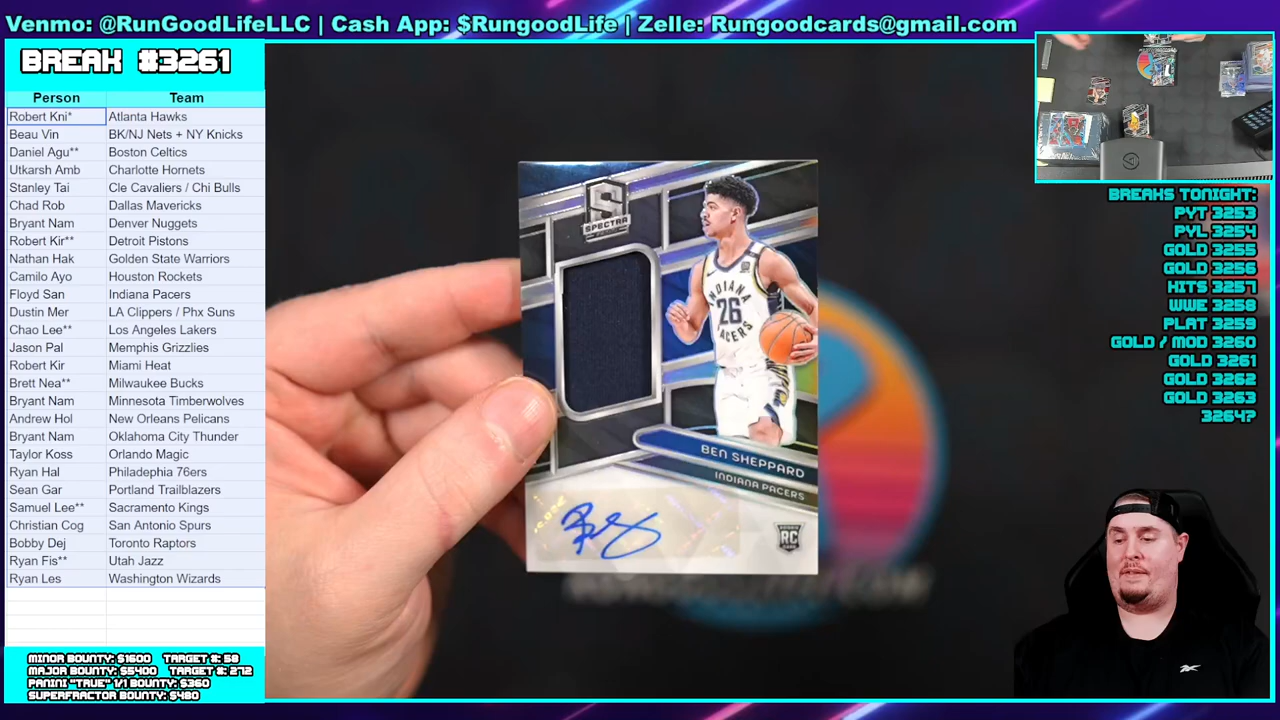 Venmo: @RunGoodLifeLLC | Cash App: $RungoodLife | Zelle: Rungoodcards@gmail.com
BREAK #3261
Person Team
Robert Kni* Atlanta Hawks
Beau Vin BK/NJ Nets + NY Knicks
Daniel Agu** Boston Celtics
Utkarsh Amb Charlotte Hornets
Stanley Tai Cle Cavaliers / Chi Bulls
Chad Rob Dallas Mavericks
Bryant Nam Denver Nuggets
Robert Kir** Detroit Pistons
Nathan Hak Golden State Warriors
Camilo Ayo Houston Rockets
Floyd San Indiana Pacers
Dustin Mer LA Clippers / Phx Suns
Chao Lee** Los Angeles Lakers
Jason Pal Memphis Grizzlies
Robert Kir Miami Heat
Brett Nea** Milwaukee Bucks
Bryant Nam Minnesota Timberwolves
Andrew Hol New Orleans Pelicans
Bryant Nam Oklahoma City Thunder
Taylor Koss Orlando Magic
Ryan Hal Philadephia 76ers
Sean Gar Portland Trailblazers
Samuel Lee** Sacramento Kings
Christian Cog San Antonio Spurs
Bobby Dej Toronto Raptors
Ryan Fis** Utah Jazz
Ryan Les Washington Wizards
MINOR BOUNTY: $1600 TARGET #: 58
MAJOR BOUNTY: $5400 TARGET #: 272
PANINI "TRUE" 1/1 BOUNTY: $360
SUPERFRACTOR BOUNTY: $480
S
SPECTRA
INDIANA
26
PACERS
BEN SHEPPARD
INDIANA PACERS
RC
BREAKS TONIGHT:
PYT 3253
PYL 3254
GOLD 3255
GOLD 3256
HITS 3257
WWE 3258
PLAT 3259
GOLD / MOD 3260
GOLD 3261
GOLD 3262
GOLD 3263
3264?